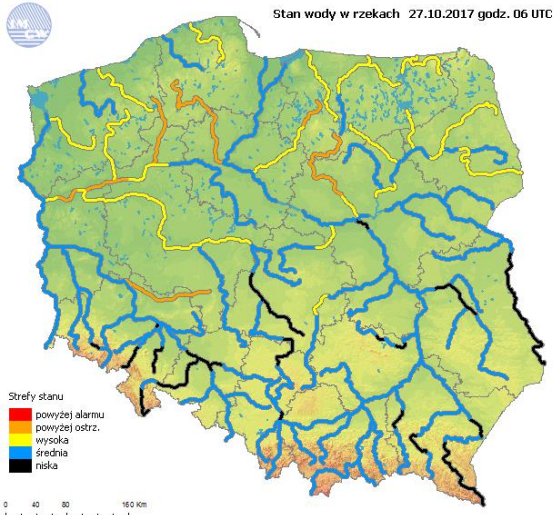 Stan wody w rzekach 27.10.2017 godz. 06 UTC
Strefy stanu
powyżej alarmu
powyżej ostrz.
wysoka
średnia
niska
0 40 80 160 Km